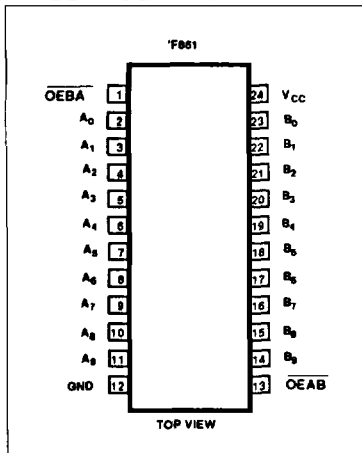 'F861
OEBA 1 24 VCC
A0 2 23 B0
A1 3 22 B1
A2 4 21 B2
A3 5 20 B3
A4 6 19 B4
A5 7 18 B5
A6 8 17 B6
A7 9 16 B7
A8 10 15 B8
A9 11 14 B9
GND 12 13 OEAB
TOP VIEW